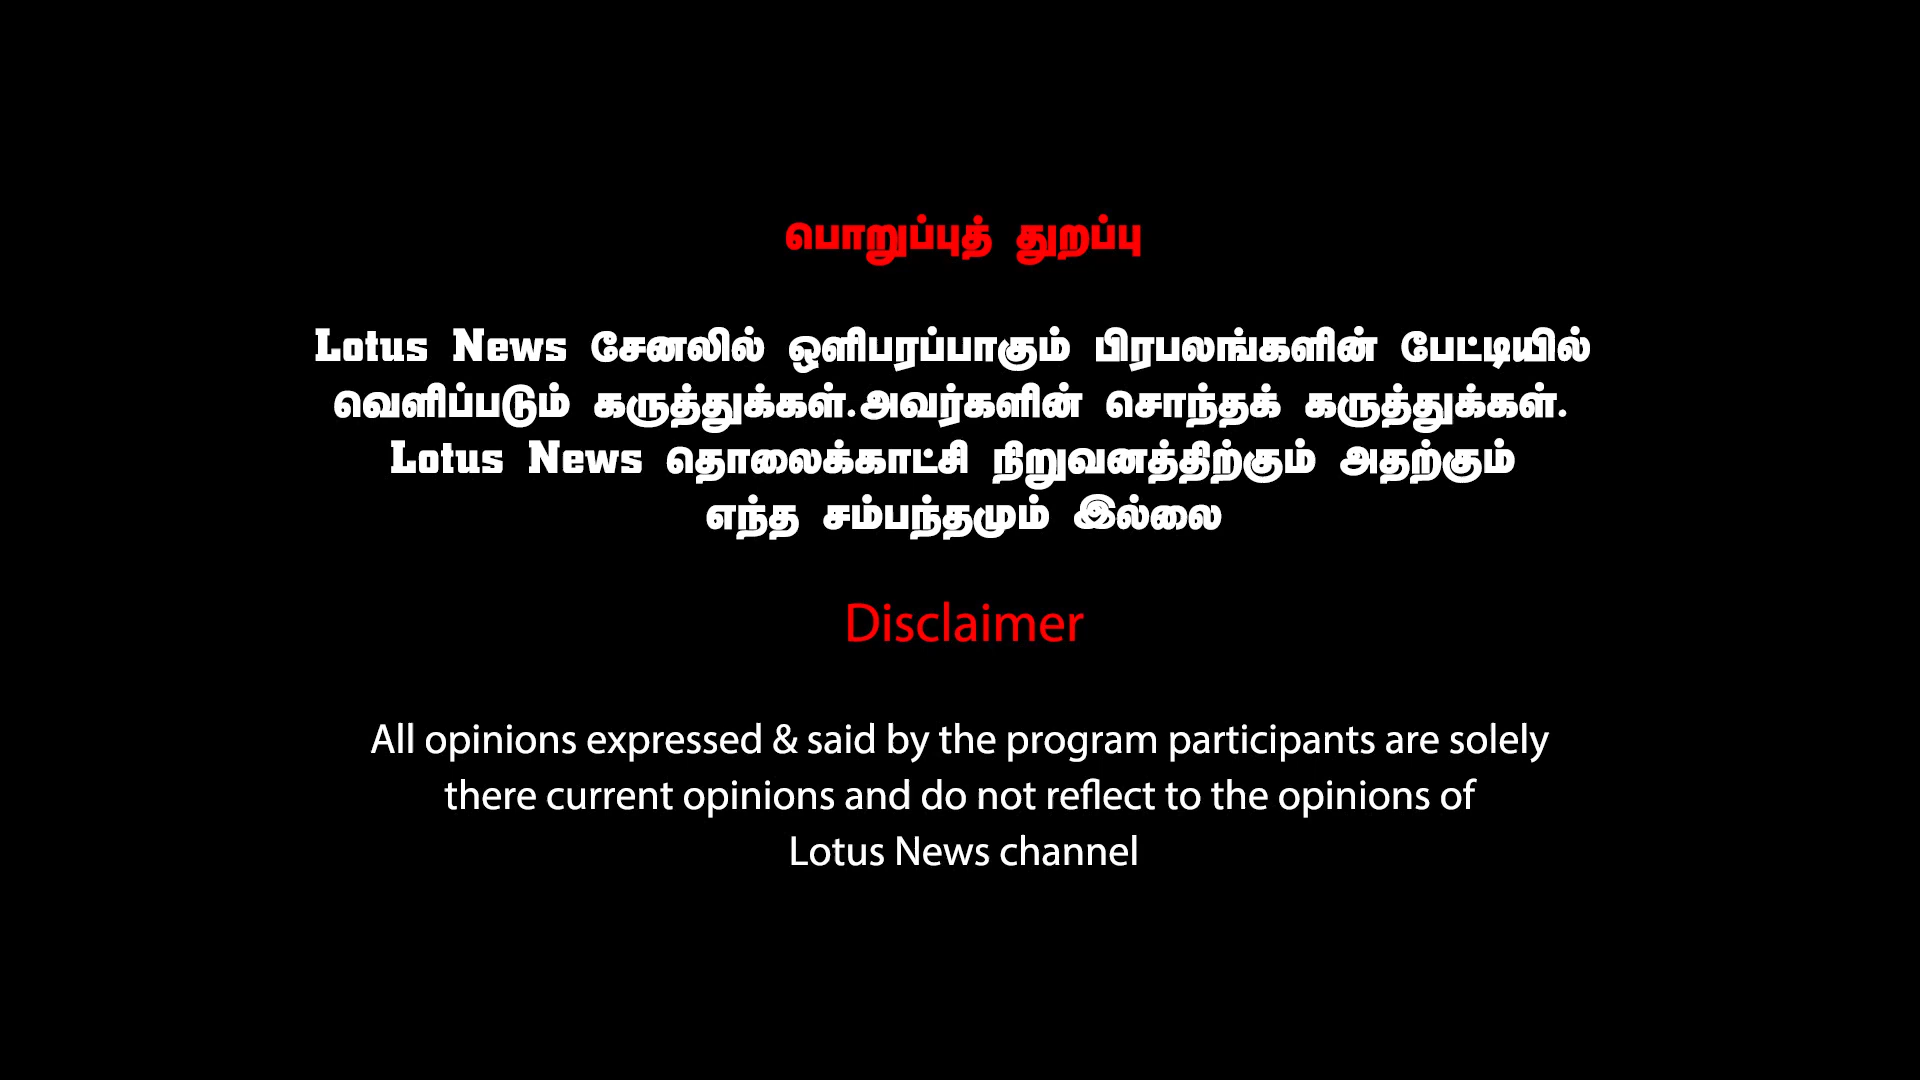 பொறுப்புத் துறப்பு
Lotus News சேனலில் ஒளிபரப்பாகும் பிரபலங்களின் பேட்டியில்
வெளிப்படும் கருத்துக்கள்.அவர்களின் சொந்தக் கருத்துக்கள்.
Lotus News தொலைக்காட்சி நிறுவனத்திற்கும் அதற்கும்
எந்த சம்பந்தமும் இல்லை
Disclaimer
All opinions expressed & said by the program participants are solely
there current opinions and do not reflect to the opinions of
Lotus News channel